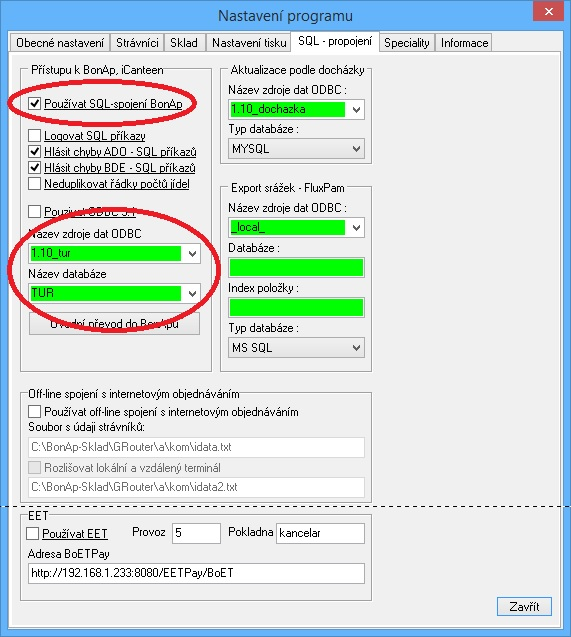 Nastavení programu
Obecné nastavení
Strávníci
Sklad
Nastavení tisku
SQL - propojení
Speciality
Informace
Přístupu k BonAp, iCanteen
Používat SQL-spojení BonAp
Logovat SQL příkazy
Hlásit chyby ADO - SQL příkazů
Hlásit chyby BDE - SQL příkazů
Neduplikovat řádky počtů jídel
Používat ODBC 5.1
Název zdroje dat ODBC
1.10_tur
Název databáze
TUR
Úvodní převod do BonApu
Aktualizace podle docházky
Název zdroje dat ODBC :
1.10_dochazka
Typ databáze :
MYSQL
Export srážek - FluxPam
Název zdroje dat ODBC :
_local_
Databáze :
Index položky :
Typ databáze :
MS SQL
Off-line spojení s internetovým objednáváním
Používat off-line spojení s internetovým objednáváním
Soubor s údaji strávníků:
C:\BonAp-Sklad\GRouter\a\kom\idata.txt
Rozlišovat lokální a vzdálený terminál
C:\BonAp-Sklad\GRouter\a\kom\idata2.txt
EET
Používat EET
Provoz
5
Pokladna
kancelar
Adresa BoETPay
http://192.168.1.233:8080/EETPay/BoET
Zavřít